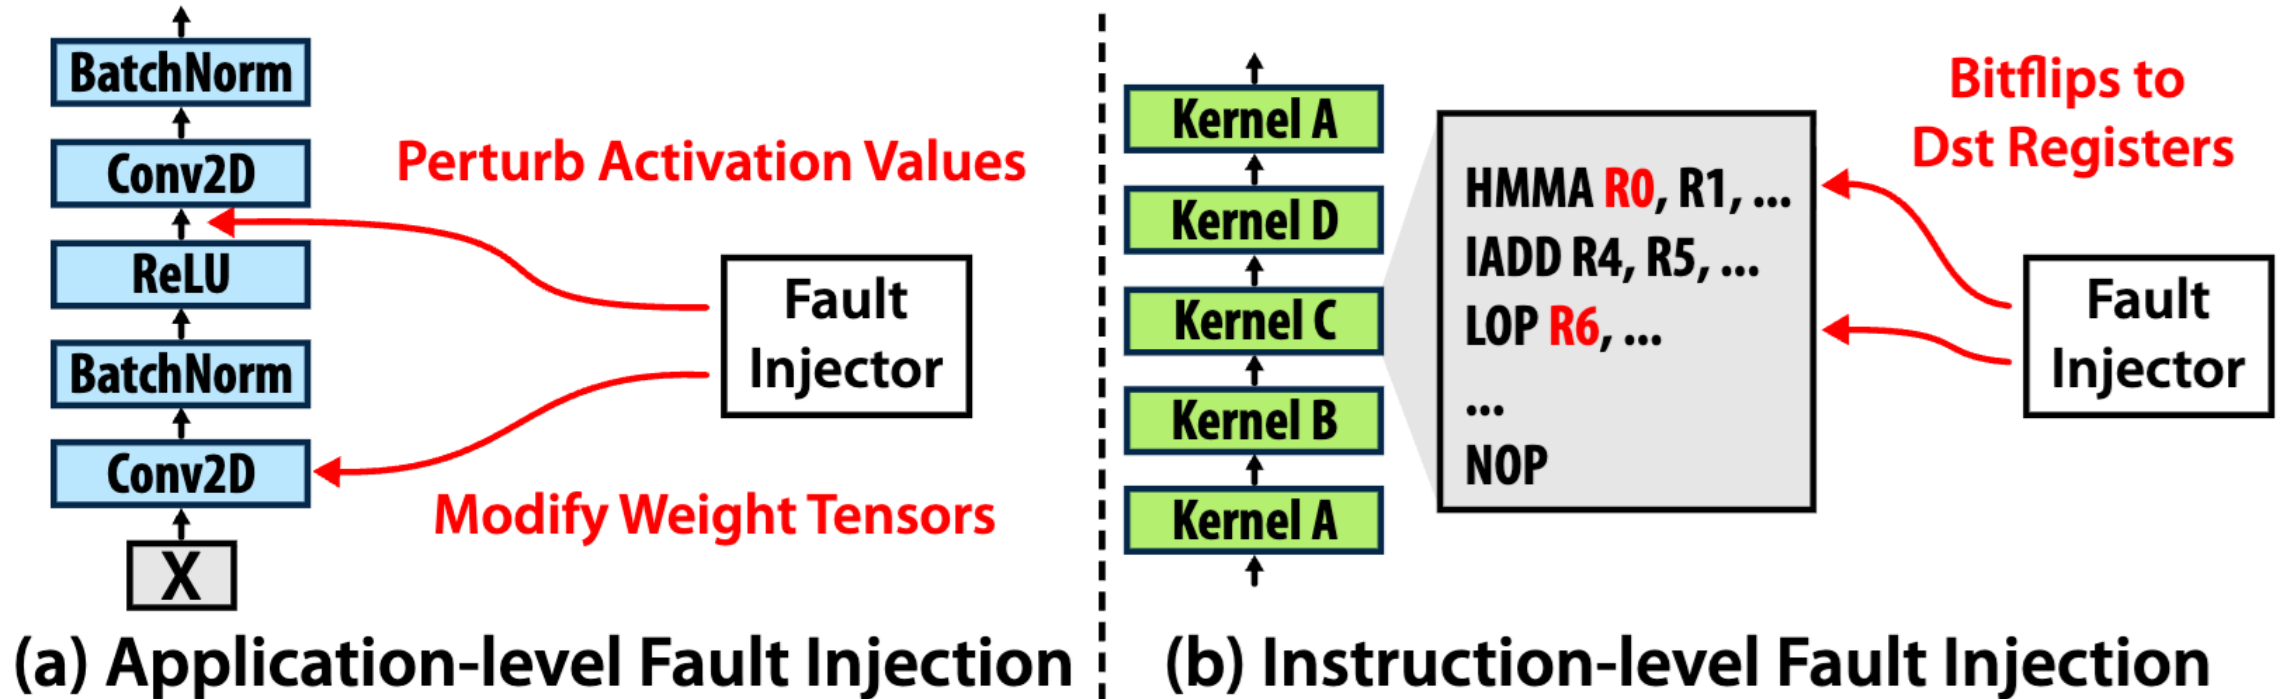 BatchNorm
Conv2D
ReLU
BatchNorm
Conv2D
X
Perturb Activation Values
Fault
Injector
Modify Weight Tensors
(a) Application-level Fault Injection
Kernel A
Kernel D
Kernel C
Kernel B
Kernel A
HMMA R0, R1, ...
IADD R4, R5, ...
LOP R6, ...
...
NOP
Bitflips to
Dst Registers
Fault
Injector
(b) Instruction-level Fault Injection